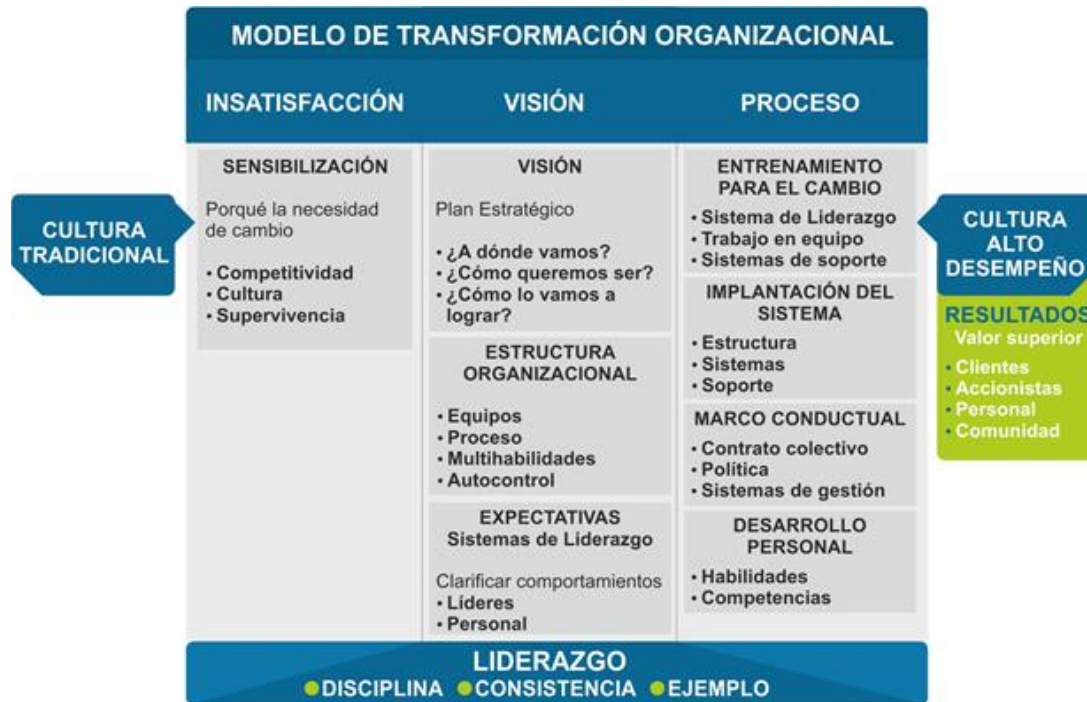 MODELO DE TRANSFORMACIÓN ORGANIZACIONAL
INSATISFACCIÓN
VISIÓN
PROCESO
CULTURA
TRADICIONAL
SENSIBILIZACIÓN
Porqué la necesidad
de cambio
• Competitividad
• Cultura
• Supervivencia
VISIÓN
Plan Estratégico
• ¿A dónde vamos?
• ¿Cómo queremos ser?
• ¿Cómo lo vamos a
lograr?
ESTRUCTURA
ORGANIZACIONAL
• Equipos
• Proceso
• Multihabilidades
• Autocontrol
EXPECTATIVAS
Sistemas de Liderazgo
Clarificar comportamientos
• Líderes
• Personal
ENTRENAMIENTO
PARA EL CAMBIO
• Sistema de Liderazgo
• Trabajo en equipo
• Sistemas de soporte
IMPLANTACIÓN DEL
SISTEMA
• Estructura
• Sistemas
• Soporte
MARCO CONDUCTUAL
• Contrato colectivo
• Política
• Sistemas de gestión
DESARROLLO
PERSONAL
• Habilidades
• Competencias
CULTURA
ALTO
DESEMPEÑO
RESULTADOS
Valor superior
• Clientes
• Accionistas
• Personal
• Comunidad
LIDERAZGO
● DISCIPLINA ● CONSISTENCIA ● EJEMPLO